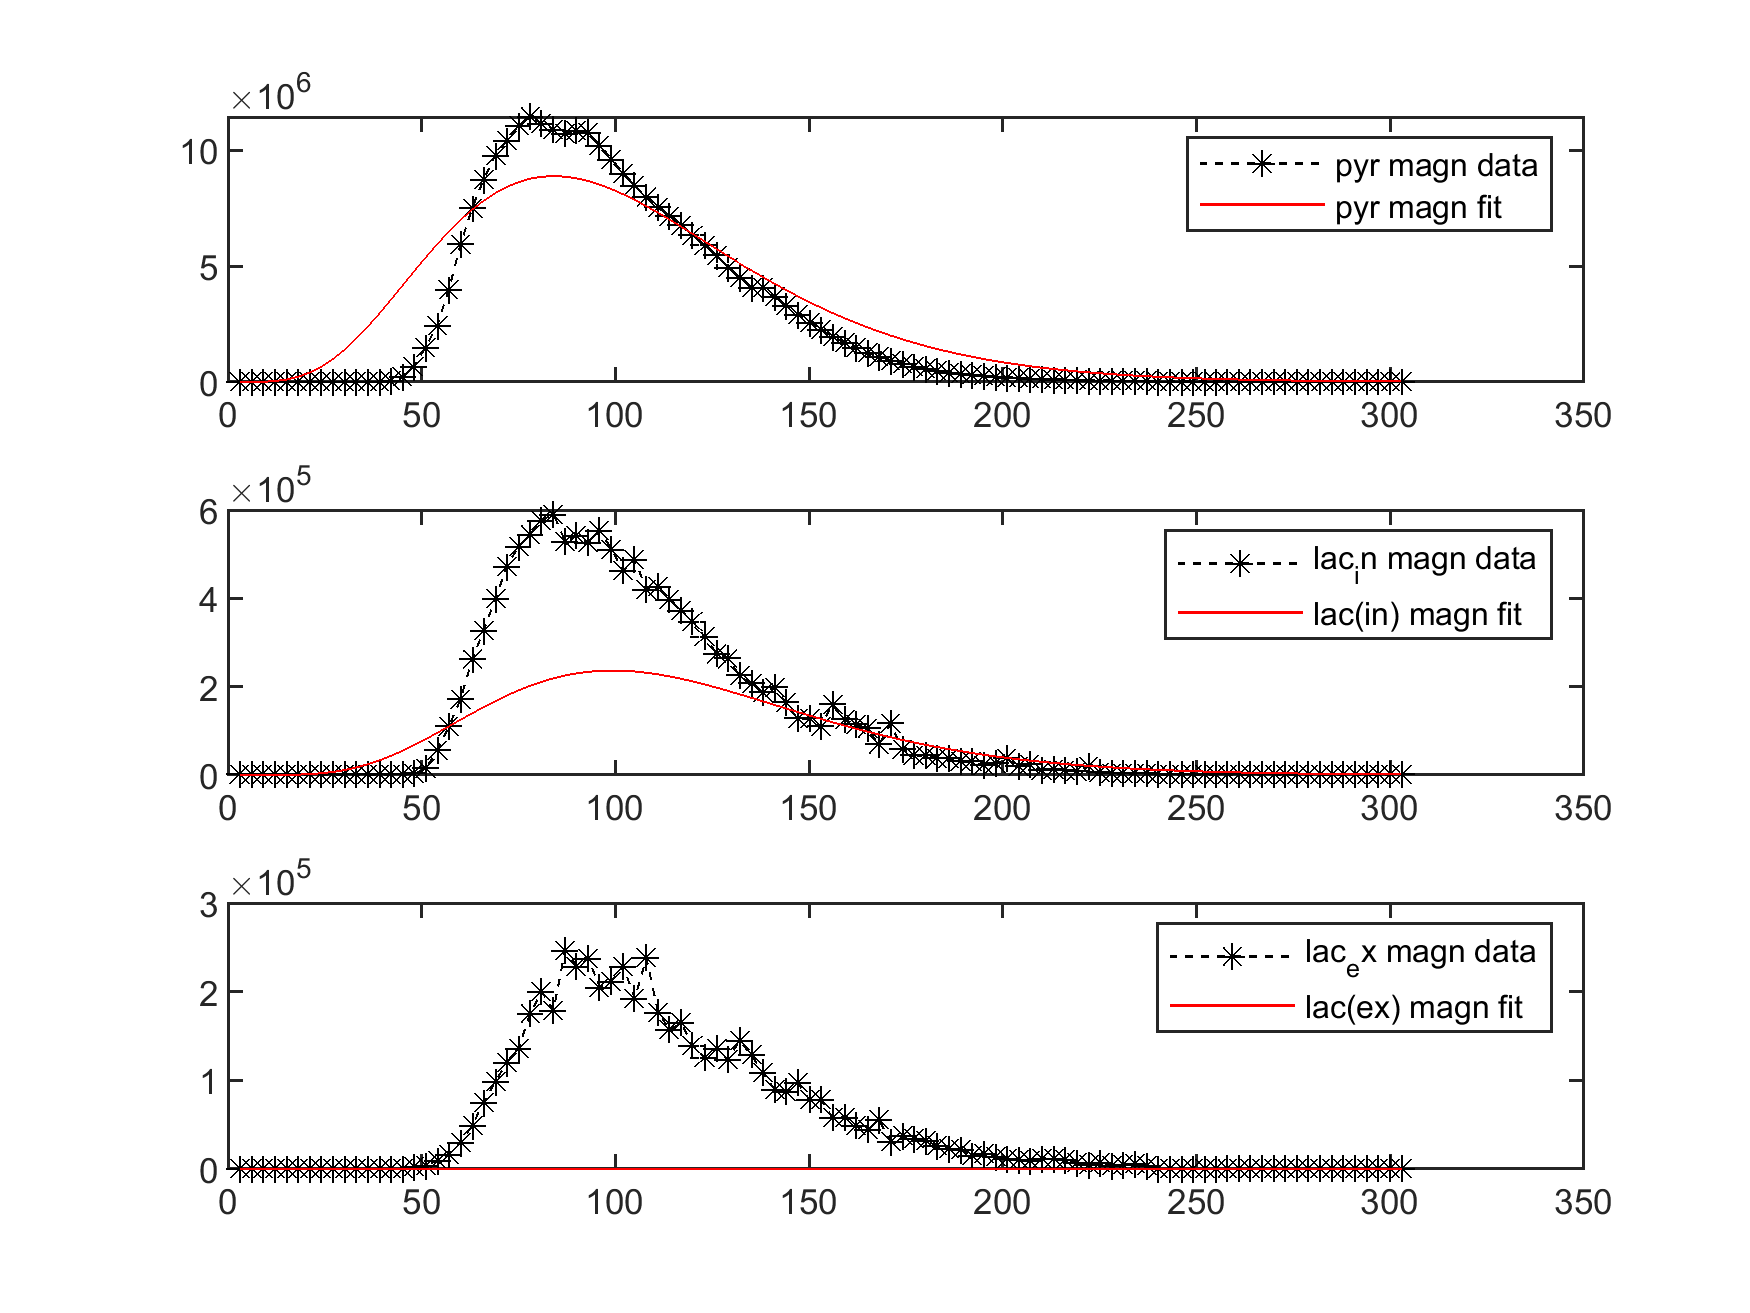 ×10^6
10
5
0
0 50 100 150 200 250 300 350
pyr magn data
pyr magn fit
×10^5
6
4
2
0
0 50 100 150 200 250 300 350
lac_in magn data
lac(in) magn fit
×10^5
3
2
1
0
0 50 100 150 200 250 300 350
lac_ex magn data
lac(ex) magn fit